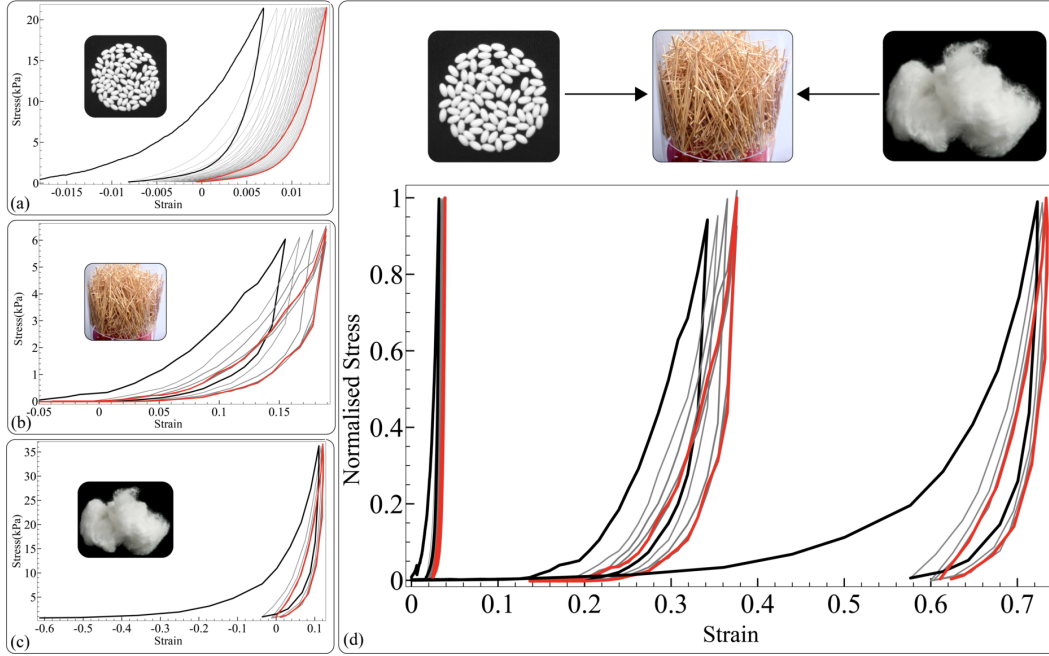 Stress(kPa)
20
15
10
5
0
-0.015 -0.01 -0.005 0 0.005 0.01
Strain
(a)
Stress(kPa)
6
5
4
3
2
1
0
-0.05 0 0.05 0.1 0.15
Strain
(b)
Stress(kPa)
35
30
25
20
15
10
5
-0.6 -0.5 -0.4 -0.3 -0.2 -0.1 0 0.1
Strain
(c)
Normalised Stress
1
0.8
0.6
0.4
0.2
0
0 0.1 0.2 0.3 0.4 0.5 0.6 0.7
Strain
(d)